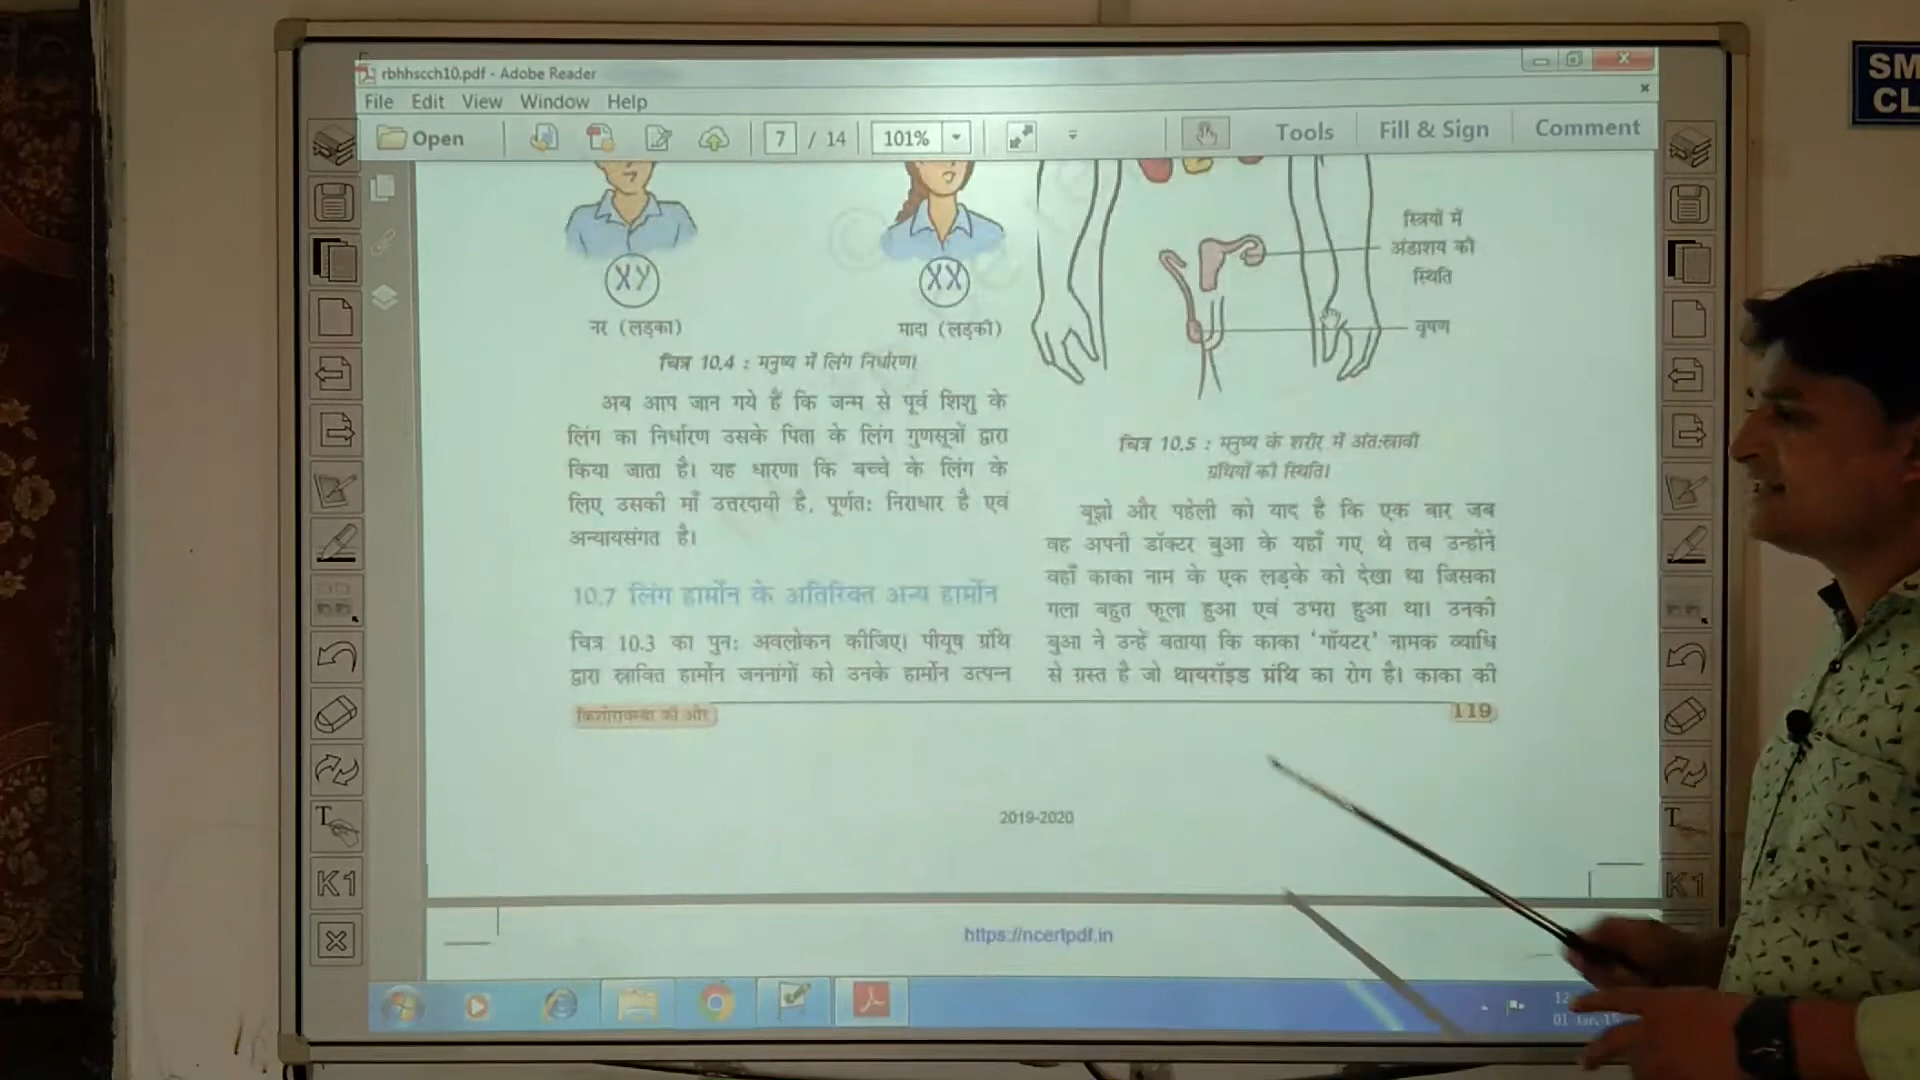 rbhhscch10.pdf - Adobe Reader
File Edit View Window Help
Open 7 / 14 101% Tools Fill & Sign Comment
SM
CL
XY
XX
नर (लड़का)
मादा (लड़की)
चित्र 10.4 : मनुष्य में लिंग निर्धारण।
अब आप जान गये हैं कि जन्म से पूर्व शिशु के
लिंग का निर्धारण उसके पिता के लिंग गुणसूत्रों द्वारा
किया जाता है। यह धारणा कि बच्चे के लिंग के
लिए उसकी माँ उत्तरदायी है, पूर्णत: निराधार है एवं
अन्यायसंगत है।
10.7 लिंग हार्मोन के अतिरिक्त अन्य हार्मोन
चित्र 10.3 का पुन: अवलोकन कीजिए। पीयूष ग्रंथि
द्वारा स्रावित हार्मोन जननांगों को उनके हार्मोन उत्पन्न
स्त्रियों में
अंडाशय की
स्थिति
वृषण
चित्र 10.5 : मनुष्य के शरीर में अंत:स्रावी
ग्रंथियों की स्थिति।
बूझो और पहेली को याद है कि एक बार जब
वह अपनी डॉक्टर बुआ के यहाँ गए थे तब उन्होंने
वहाँ काका नाम के एक लड़के को देखा था जिसका
गला बहुत फूला हुआ एवं उभरा हुआ था। उनकी
बुआ ने उन्हें बताया कि काका 'गॉयटर' नामक व्याधि
से ग्रस्त है जो थायरॉइड ग्रंथि का रोग है। काका की
किशोरावस्था की ओर
119
2019-2020
https://ncertpdf.in
T
K1
T
K1